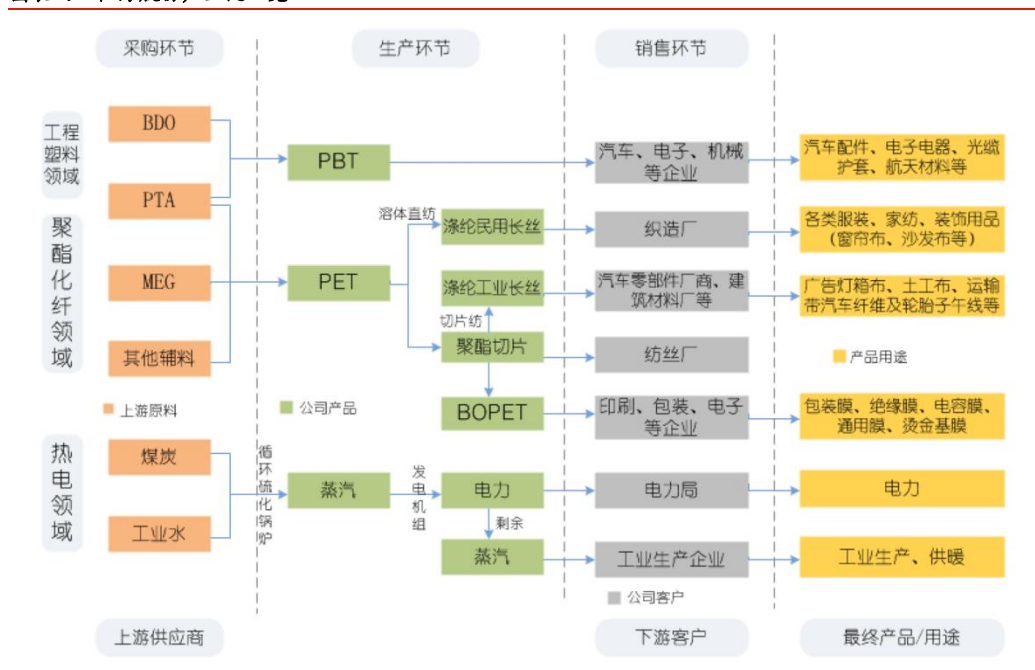 采购环节
生产环节
销售环节
工程
塑料
领域
BDO
PTA
PBT
汽车、电子、机械
等企业
汽车配件、电子电器、光缆
护套、航天材料等
聚
酯
化
纤
领
域
MEG
其他辅料
PET
溶体直纺
涤纶民用长丝
织造厂
各类服装、家纺、装饰用品
(窗帘布、沙发布等)
涤纶工业长丝
汽车零部件厂商、建
筑材料厂等
广告灯箱布、土工布、运输
带汽车纤维及轮胎子午线等
切片纺
聚酯切片
纺丝厂
产品用途
上游原料
公司产品
BOPET
印刷、包装、电子
等企业
包装膜、绝缘膜、电容膜、
通用膜、烫金基膜
热
电
领
域
煤炭
工业水
循
环
硫
化
锅
炉
蒸汽
发
电
机
组
电力
电力局
电力
剩余
蒸汽
工业生产企业
工业生产、供暖
公司客户
上游供应商
下游客户
最终产品/用途